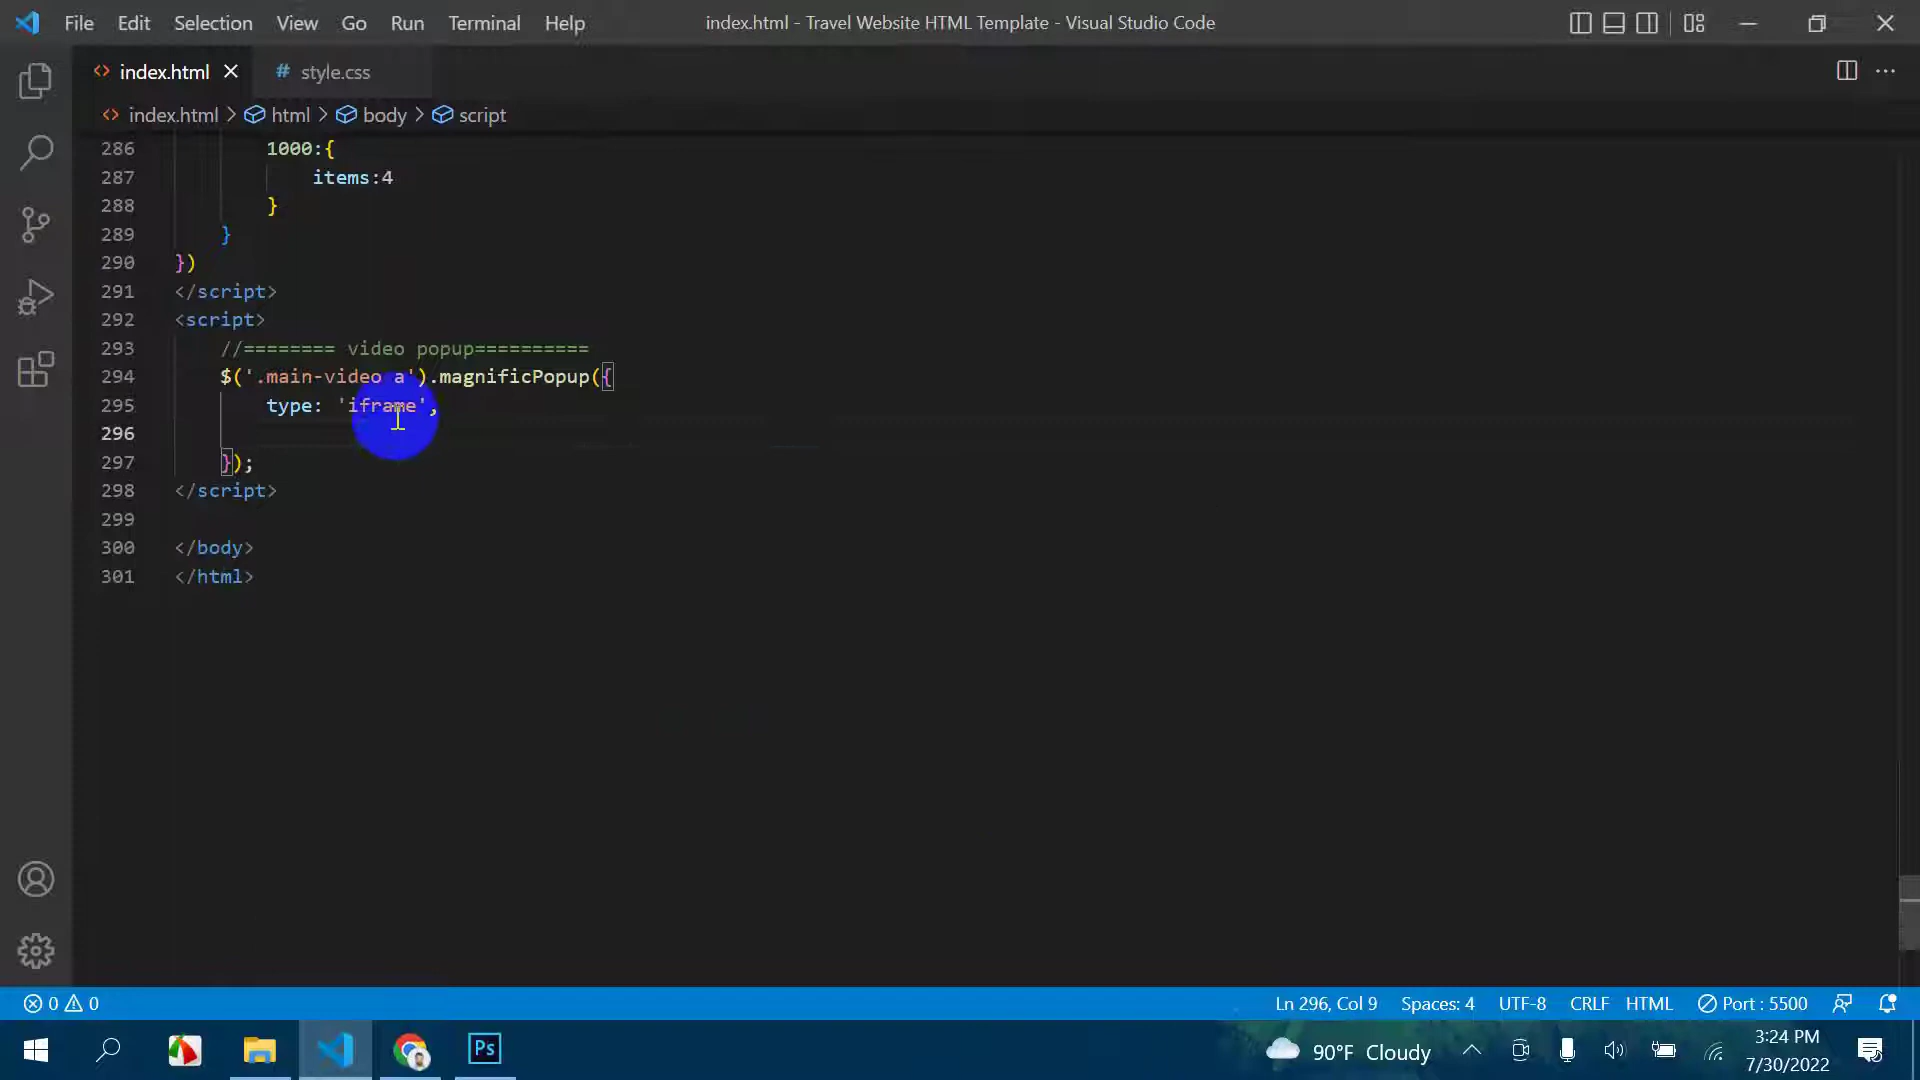 File Edit Selection View Go Run Terminal Help index.html - Travel Website HTML Template - Visual Studio Code
index.html # style.css
index.html > html > body > script
286 1000:{
287 items:4
288 }
289 }
290 })
291 </script>
292 <script>
293 //======== video popup==========
294 $('.main-video a').magnificPopup({
295 type: 'iframe',
296
297 });
298 </script>
299
300 </body>
301 </html>
0 0 Ln 296, Col 9 Spaces: 4 UTF-8 CRLF HTML Port : 5500
Ps 90°F Cloudy 3:24 PM
7/30/2022